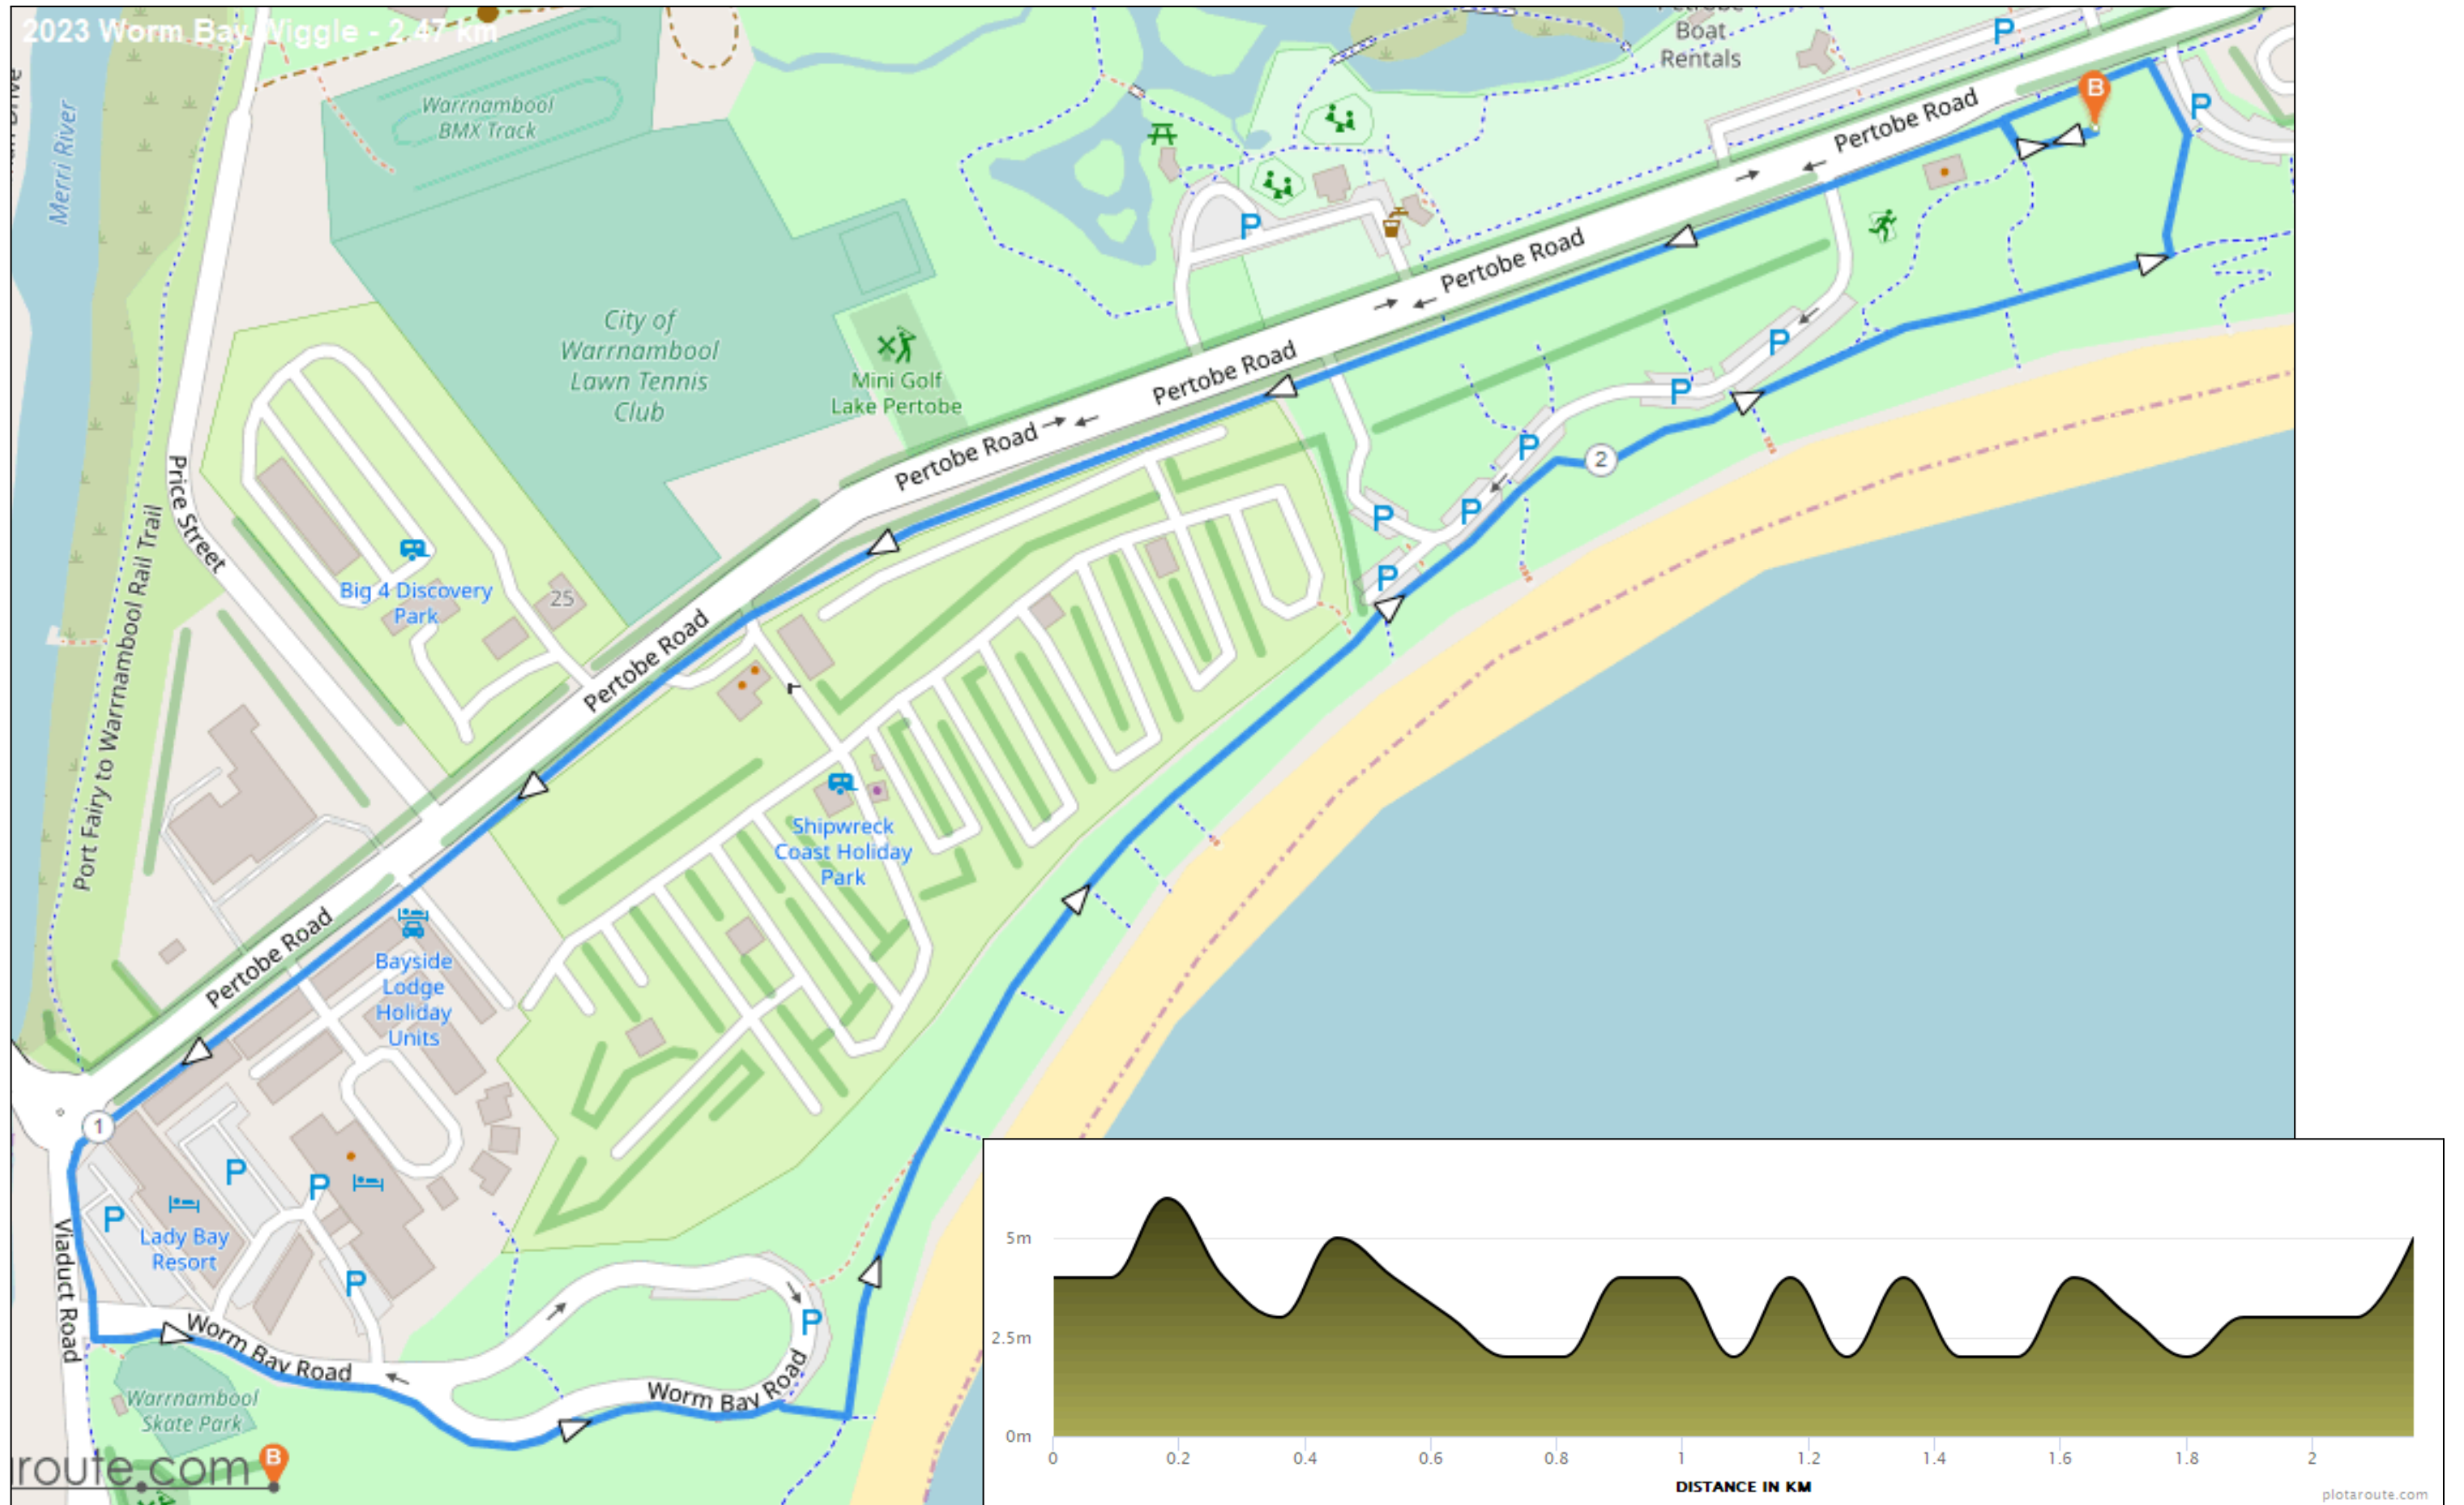 2023 Worm Bay Wiggle - 2.47 km
Boat
Rentals
P
B
P
Warrnambool
BMX Track
Merri River
Pertobe Road
P
Pertobe Road
City of
Warrnambool
Lawn Tennis
Club
Mini Golf
Lake Pertobe
Pertobe Road
P
P
Pertobe Road
P
2
P
P
P
Price Street
Port Fairy to Warrnambool Rail Trail
Big 4 Discovery
Park
25
Pertobe Road
Shipwreck
Coast Holiday
Park
Pertobe Road
Bayside
Lodge
Holiday
Units
1
P
P
P
Lady Bay
Resort
P
Viaduct Road
P
Worm Bay Road
Worm Bay Road
Warrnambool
Skate Park
route.com
B
5m
2.5m
0m
0 0.2 0.4 0.6 0.8 1 1.2 1.4 1.6 1.8 2
DISTANCE IN KM
plotaroute.com